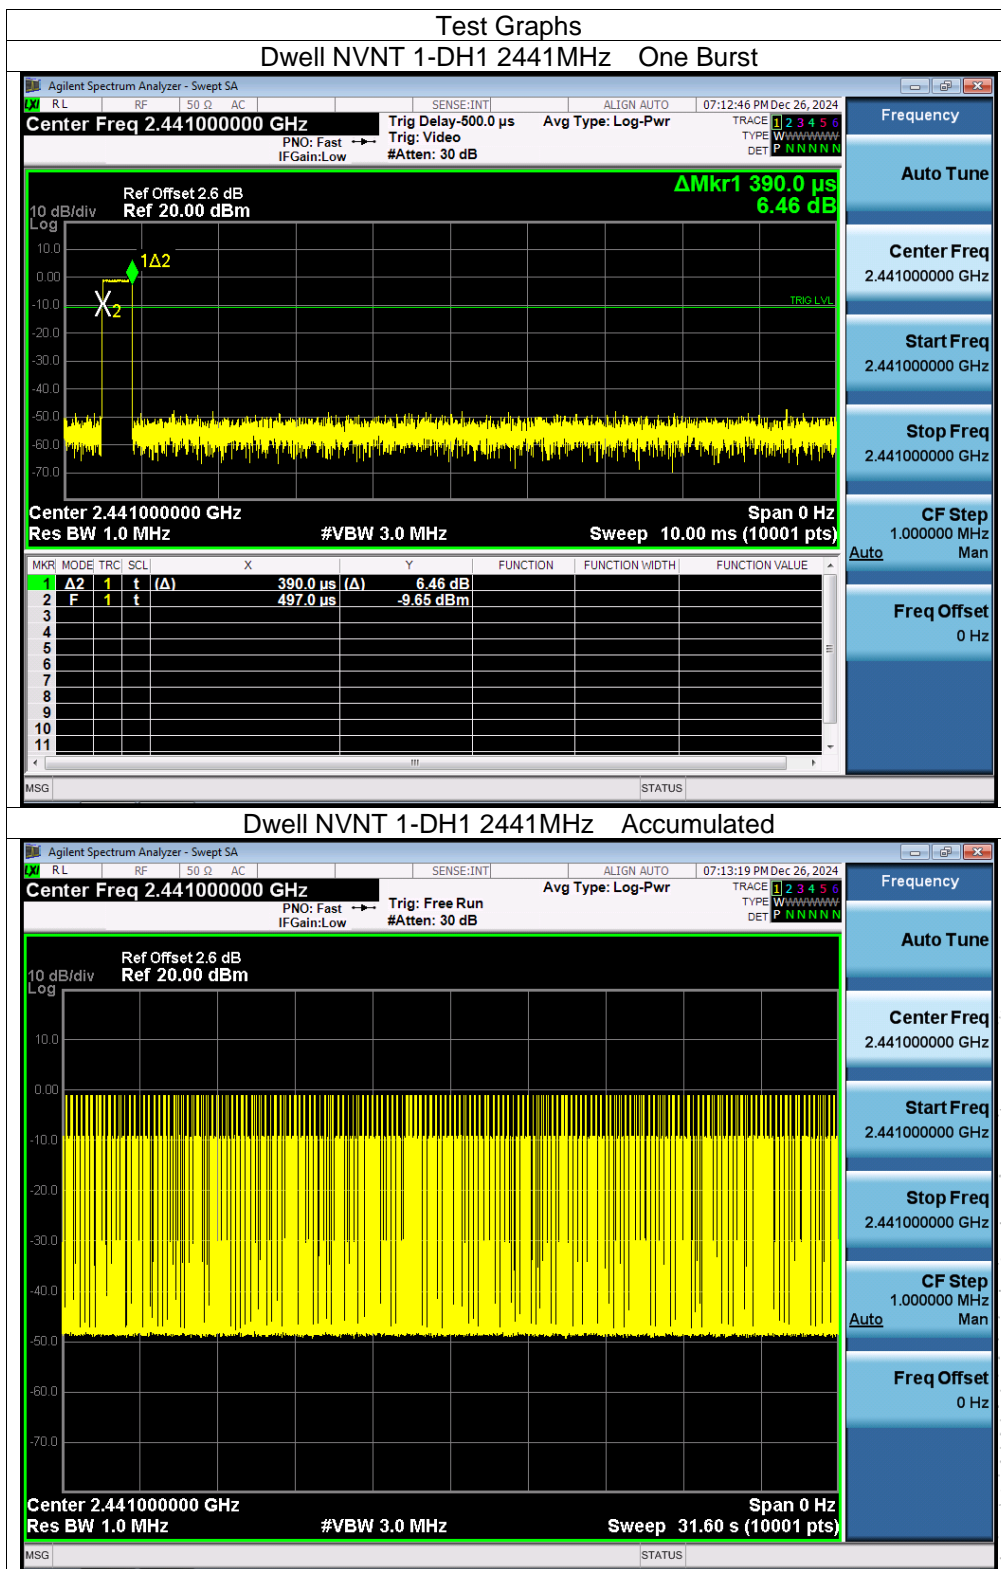 Test Graphs
Dwell NVNT 1-DH1 2441MHz One Burst
Agilent Spectrum Analyzer - Swept SA
LXI RL RF 50 Ω AC SENSE:INT ALIGN AUTO 07:12:46 PM Dec 26, 2024
Center Freq 2.441000000 GHz
PNO: Fast
IFGain:Low
Trig Delay-500.0 µs
Trig: Video
#Atten: 30 dB
Avg Type: Log-Pwr
TRACE 1 2 3 4 5 6
TYPE WWWWWW
DET P N N N N N
Frequency
Auto Tune
Center Freq
2.441000000 GHz
Start Freq
2.441000000 GHz
Stop Freq
2.441000000 GHz
CF Step
1.000000 MHz
Auto Man
Freq Offset
0 Hz
ΔMkr1 390.0 µs
6.46 dB
Ref Offset 2.6 dB
10 dB/div Ref 20.00 dBm
Log
10.0
0.00
-10.0
-20.0
-30.0
-40.0
-50.0
-60.0
-70.0
1Δ2
X2
TRIG LVL
Center 2.441000000 GHz Span 0 Hz
Res BW 1.0 MHz #VBW 3.0 MHz Sweep 10.00 ms (10001 pts)
MKR MODE TRC SCL X Y FUNCTION FUNCTION WIDTH FUNCTION VALUE
1 Δ2 1 t (Δ) 390.0 µs (Δ) 6.46 dB
2 F 1 t 497.0 µs -9.65 dBm
3
4
5
6
7
8
9
10
11
MSG STATUS
Dwell NVNT 1-DH1 2441MHz Accumulated
Agilent Spectrum Analyzer - Swept SA
LXI RL RF 50 Ω AC SENSE:INT ALIGN AUTO 07:13:19 PM Dec 26, 2024
Center Freq 2.441000000 GHz
PNO: Fast
IFGain:Low
Trig: Free Run
#Atten: 30 dB
Avg Type: Log-Pwr
TRACE 1 2 3 4 5 6
TYPE WWWWWW
DET P N N N N N
Frequency
Auto Tune
Center Freq
2.441000000 GHz
Start Freq
2.441000000 GHz
Stop Freq
2.441000000 GHz
CF Step
1.000000 MHz
Auto Man
Freq Offset
0 Hz
Ref Offset 2.6 dB
10 dB/div Ref 20.00 dBm
Log
10.0
0.00
-10.0
-20.0
-30.0
-40.0
-50.0
-60.0
-70.0
Center 2.441000000 GHz Span 0 Hz
Res BW 1.0 MHz #VBW 3.0 MHz Sweep 31.60 s (10001 pts)
MSG STATUS